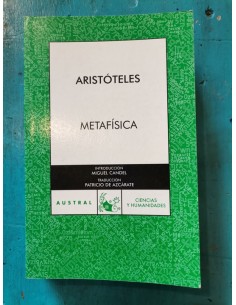 ARISTÓTELES
METAFÍSICA
INTRODUCCIÓN
MIGUEL CANDEL
TRADUCCIÓN
PATRICIO DE AZCÁRATE
AUSTRAL
CIENCIAS
Y HUMANIDADES